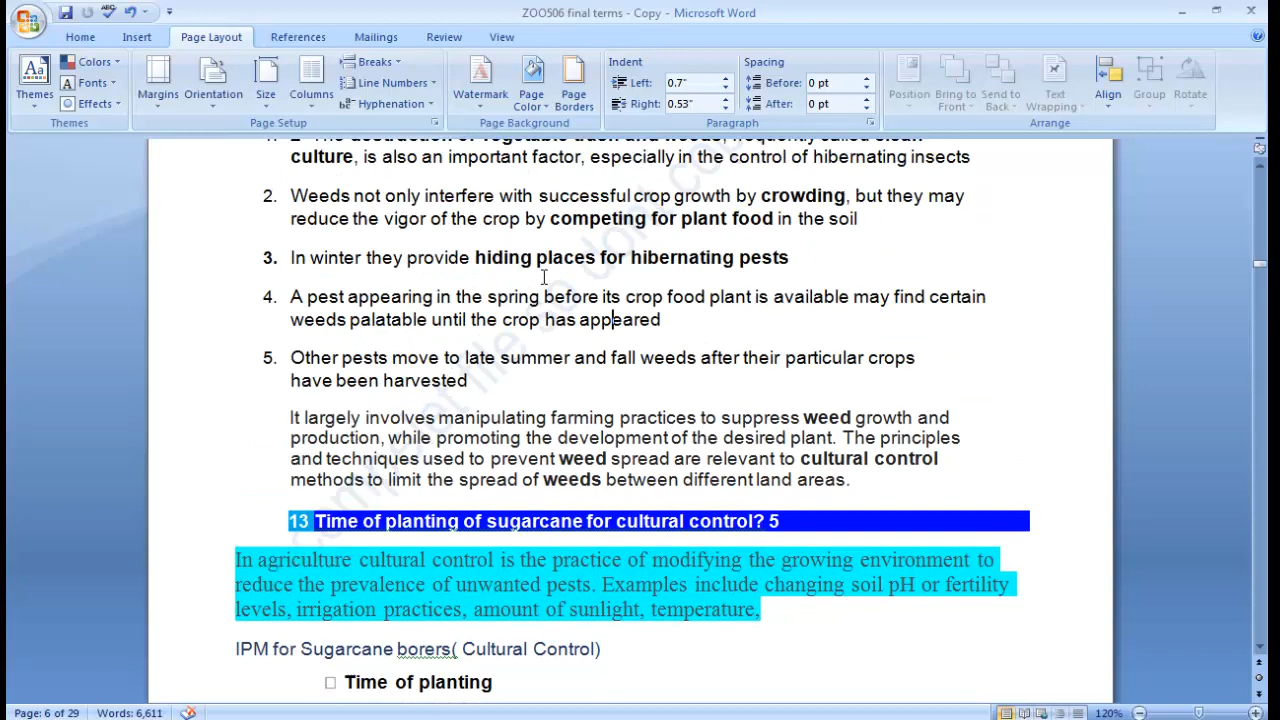 ZOO506 final terms - Copy - Microsoft Word
Home Insert Page Layout References Mailings Review View
Themes Colors Fonts Effects Margins Orientation Size Columns Breaks Line Numbers Hyphenation Watermark Page Color Page Borders Indent Left: 0.7" Right: 0.53" Spacing Before: 0 pt After: 0 pt Position Bring to Front Send to Back Text Wrapping Align Group Rotate
Themes Page Setup Page Background Paragraph Arrange
culture, is also an important factor, especially in the control of hibernating insects
2. Weeds not only interfere with successful crop growth by crowding, but they may
reduce the vigor of the crop by competing for plant food in the soil
3. In winter they provide hiding places for hibernating pests
4. A pest appearing in the spring before its crop food plant is available may find certain
weeds palatable until the crop has appeared
5. Other pests move to late summer and fall weeds after their particular crops
have been harvested
It largely involves manipulating farming practices to suppress weed growth and
production, while promoting the development of the desired plant. The principles
and techniques used to prevent weed spread are relevant to cultural control
methods to limit the spread of weeds between different land areas.
13 Time of planting of sugarcane for cultural control? 5
In agriculture cultural control is the practice of modifying the growing environment to
reduce the prevalence of unwanted pests. Examples include changing soil pH or fertility
levels, irrigation practices, amount of sunlight, temperature,
IPM for Sugarcane borers( Cultural Control)
Time of planting
Page: 6 of 29 Words: 6,611 120%